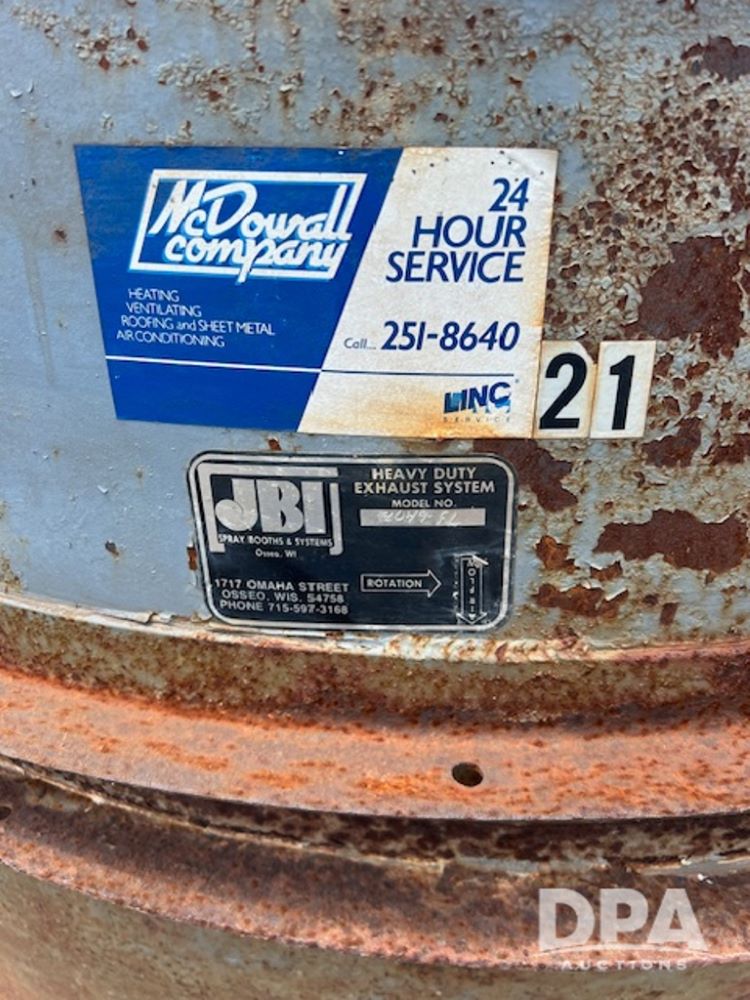 McDowall
company
HEATING
VENTILATING
ROOFING and SHEET METAL
AIR CONDITIONING
24
HOUR
SERVICE
Call... 251-8640
LINC®
SERVICE
21
JBI
SPRAY BOOTHS & SYSTEMS
OSSEO, WI
HEAVY DUTY
EXHAUST SYSTEM
MODEL NO.
1717 OMAHA STREET
OSSEO, WIS. 54758
PHONE 715-597-3168
ROTATION
DPA
AUCTIONS